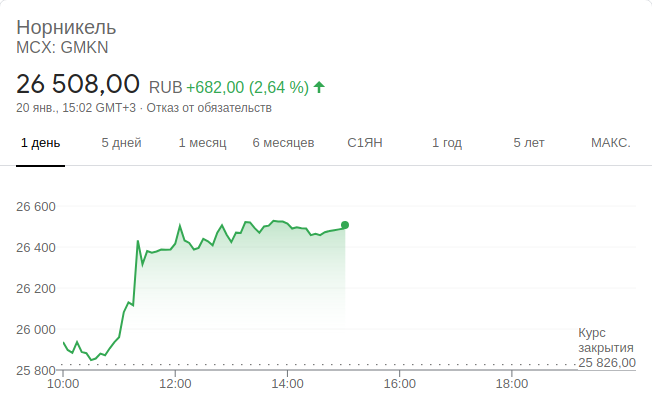 Норникель
MCX: GMKN
26 508,00 RUB +682,00 (2,64 %)
20 янв., 15:02 GMT+3 · Отказ от обязательств
1 день 5 дней 1 месяц 6 месяцев С1ЯН 1 год 5 лет МАКС.
26 600
26 400
26 200
26 000
Курс
закрытия
25 826,00
25 800
10:00 12:00 14:00 16:00 18:00